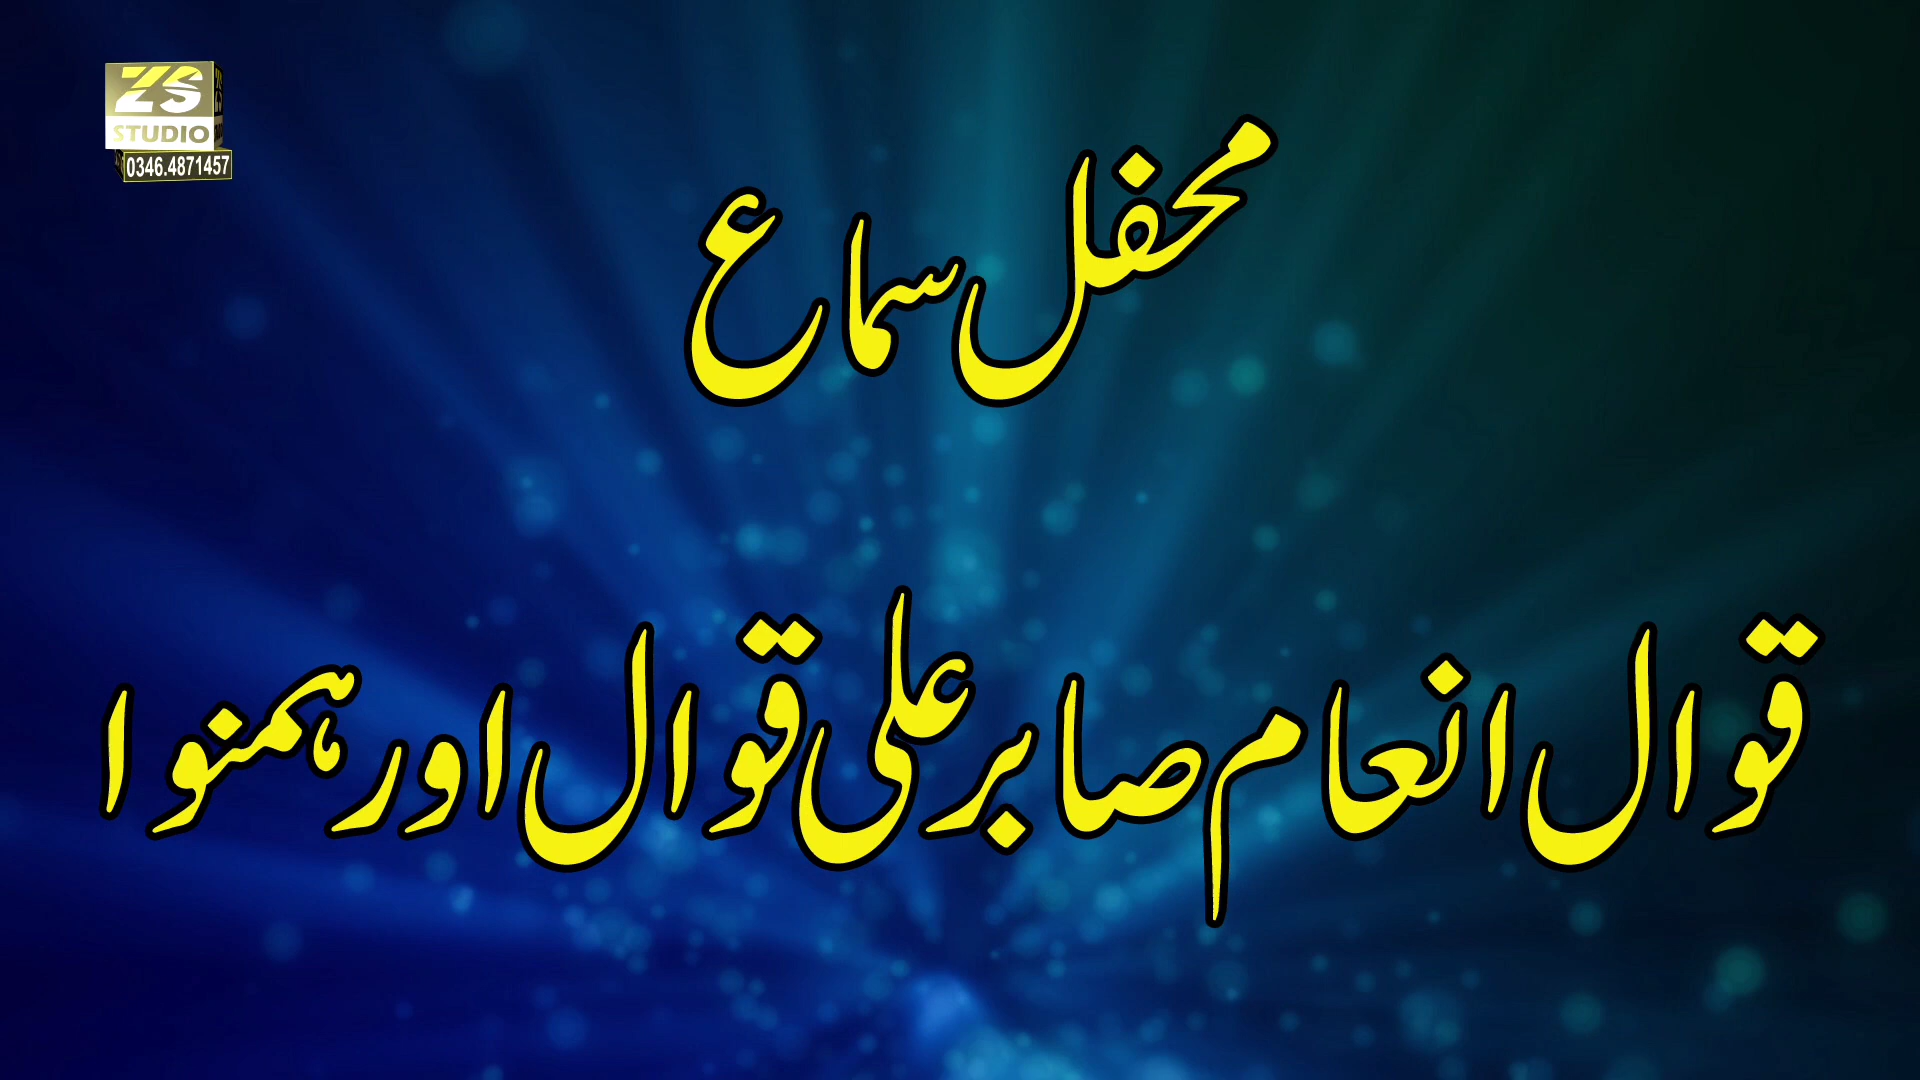 ZS
STUDIO
0346.4871457
محفل سماع
قوال انعام صابر علی قوال اور ہمنوا